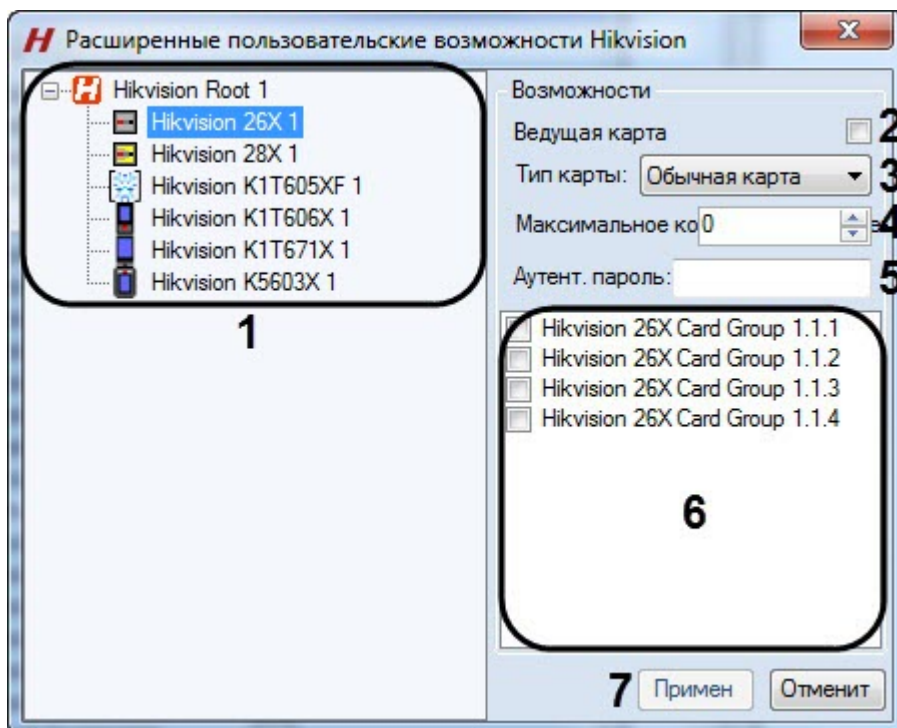 H Расширенные пользовательские возможности Hikvision
Hikvision Root 1
Hikvision 26X 1
Hikvision 28X 1
Hikvision K1T605XF 1
Hikvision K1T606X 1
Hikvision K1T671X 1
Hikvision K5603X 1
1
Возможности
Ведущая карта 2
Тип карты: Обычная карта 3
Максимальное ко 0 4
Аутент. пароль: 5
Hikvision 26X Card Group 1.1.1
Hikvision 26X Card Group 1.1.2
Hikvision 26X Card Group 1.1.3
Hikvision 26X Card Group 1.1.4
6
7 Примен Отменит